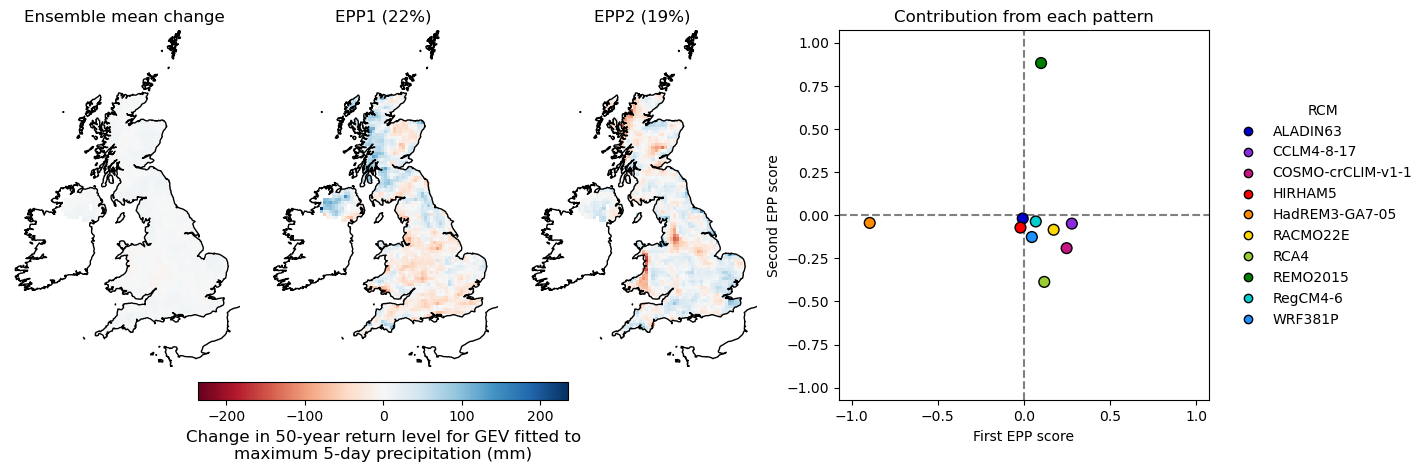 Ensemble mean change
EPP1 (22%)
EPP2 (19%)
−200
−100
0
100
200
Change in 50-year return level for GEV fitted to
maximum 5-day precipitation (mm)
Contribution from each pattern
Second EPP score
1.00
0.75
0.50
0.25
0.00
−0.25
−0.50
−0.75
−1.00
−1.0
−0.5
0.0
0.5
1.0
First EPP score
RCM
ALADIN63
CCLM4-8-17
COSMO-crCLIM-v1-1
HIRHAM5
HadREM3-GA7-05
RACMO22E
RCA4
REMO2015
RegCM4-6
WRF381P